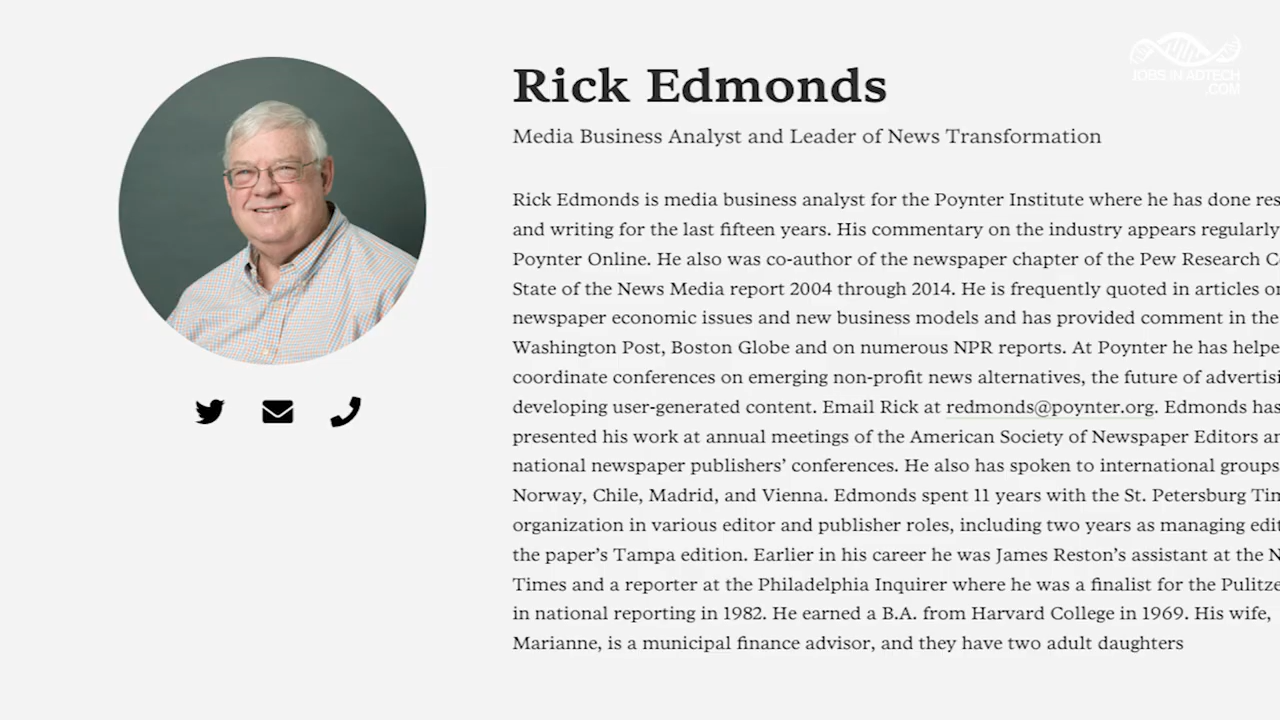 JOBS IN ADTECH
.COM
Rick Edmonds
Media Business Analyst and Leader of News Transformation
Rick Edmonds is media business analyst for the Poynter Institute where he has done
and writing for the last fifteen years. His commentary on the industry appears regularly
Poynter Online. He also was co-author of the newspaper chapter of the Pew Research
State of the News Media report 2004 through 2014. He is frequently quoted in articles
newspaper economic issues and new business models and has provided comment in the
Washington Post, Boston Globe and on numerous NPR reports. At Poynter he has
coordinate conferences on emerging non-profit news alternatives, the future of
developing user-generated content. Email Rick at redmonds@poynter.org. Edmonds has
presented his work at annual meetings of the American Society of Newspaper Editors
national newspaper publishers’ conferences. He also has spoken to international groups
Norway, Chile, Madrid, and Vienna. Edmonds spent 11 years with the St. Petersburg
organization in various editor and publisher roles, including two years as managing
the paper’s Tampa edition. Earlier in his career he was James Reston’s assistant at the
Times and a reporter at the Philadelphia Inquirer where he was a finalist for the
in national reporting in 1982. He earned a B.A. from Harvard College in 1969. His wife,
Marianne, is a municipal finance advisor, and they have two adult daughters